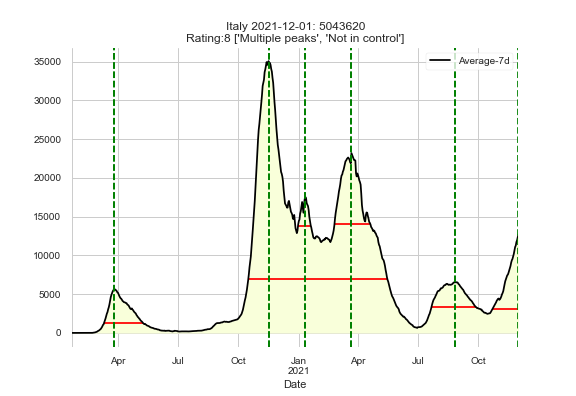 Italy 2021-12-01: 5043620
Rating:8 ['Multiple peaks', 'Not in control']
Average-7d
35000
30000
25000
20000
15000
10000
5000
0
Apr Jul Oct Jan Apr Jul Oct
2021
Date